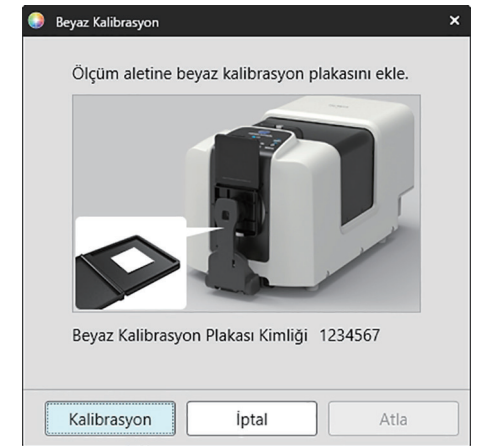 Beyaz Kalibrasyon
Ölçüm aletine beyaz kalibrasyon plakasını ekle.
Beyaz Kalibrasyon Plakası Kimliği 1234567
Kalibrasyon
İptal
Atla